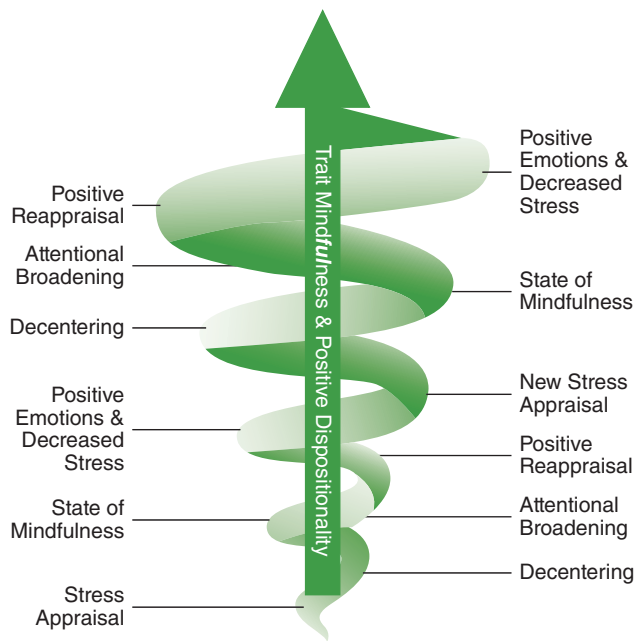 Positive
Reappraisal
Attentional
Broadening
Decentering
Positive
Emotions &
Decreased
Stress
State of
Mindfulness
Stress
Appraisal
Trait Mindfulness & Positive Dispositionality
Positive
Emotions &
Decreased
Stress
State of
Mindfulness
New Stress
Appraisal
Positive
Reappraisal
Attentional
Broadening
Decentering